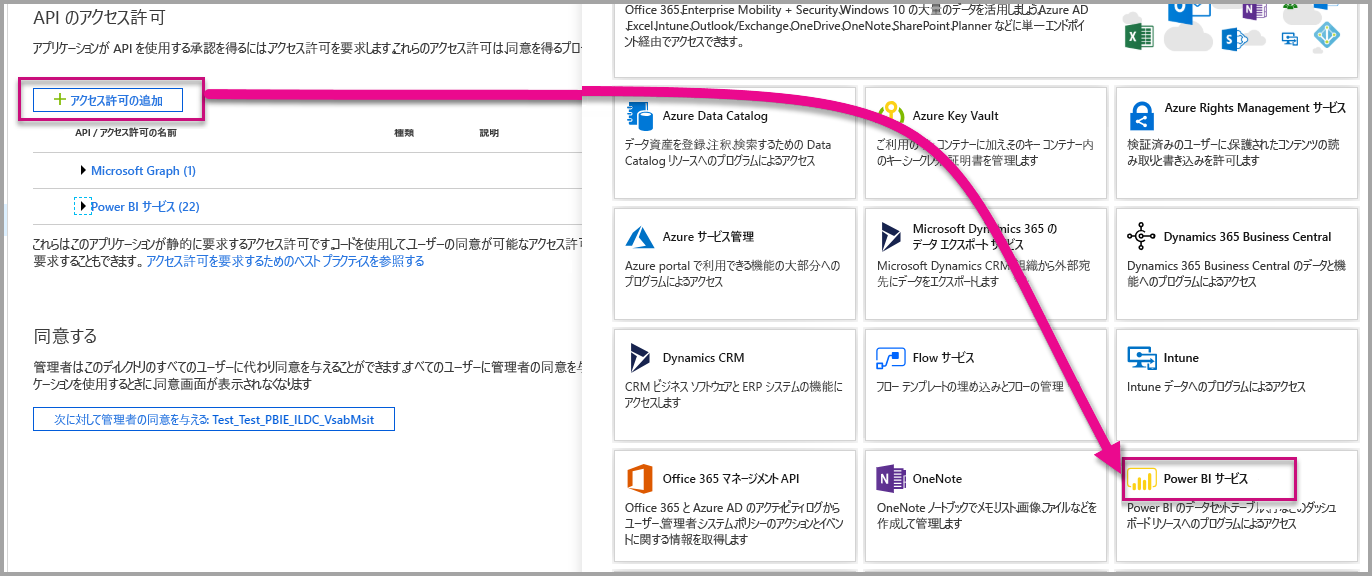 API のアクセス許可
アプリケーションが API を使用する承認を得るにはアクセス許可を要求します。これらのアクセス許可は、同意を得るプロ
+ アクセス許可の追加
API / アクセス許可の名前 種類 説明
Microsoft Graph (1)
Power BI サービス (22)
これらはこのアプリケーションが静的に要求するアクセス許可です。コードを使用して、ユーザーの同意が可能なアクセス許可
要求することもできます。 アクセス許可を要求するためのベスト プラクティスを参照する
同意する
管理者はこのディレクトリのすべてのユーザーに代わり同意を与えることができます。すべてのユーザーに管理者の同意を与
ケーションを使用するときに、同意画面が表示されなくなります
次に対して管理者の同意を与える: Test_Test_PBIE_ILDC_VsabMsit
Office 365、Enterprise Mobility + Security、Windows 10 の大量のデータを活用しましょう。Azure AD
、Excel、Intune、Outlook/Exchange、OneDrive、OneNote、SharePoint、Planner などに単一エンドポイ
ント経由でアクセスできます。
Azure Data Catalog
データ資産を登録、注釈、検索するための Data
Catalog リソースへのプログラムによるアクセス
Azure Key Vault
ご利用の コンテナーに加えそのキー コンテナー内
のキー、シークレット、証明書を管理します
Azure Rights Management サービス
検証済みのユーザーに、保護されたコンテンツの読
み取りと書き込みを許可します
Azure サービス管理
Azure portal で利用できる機能の大部分への
プログラムによるアクセス
Microsoft Dynamics 365 の
データ エクスポート サービス
Microsoft Dynamics CRM 組織から外部宛
先にデータをエクスポートします
Dynamics 365 Business Central
Dynamics 365 Business Central のデータと機
能へのプログラムによるアクセス
Dynamics CRM
CRM ビジネス ソフトウェアと ERP システムの機能に
アクセスします
Flow サービス
フロー テンプレートの埋め込みとフローの管理
Intune
Intune データへのプログラムによるアクセス
Office 365 マネージメント API
Office 365 と Azure AD のアクティビティ ログから
ユーザー、管理者、システム、ポリシーのアクションとイベン
トに関する情報を取得します
OneNote
OneNote ノートブックでメモ、リスト、画像、ファイルなどを
作成して管理します
Power BI サービス
Power BI のデータセット、テーブル、行などのダッシュ
ボード リソースへのプログラムによるアクセス